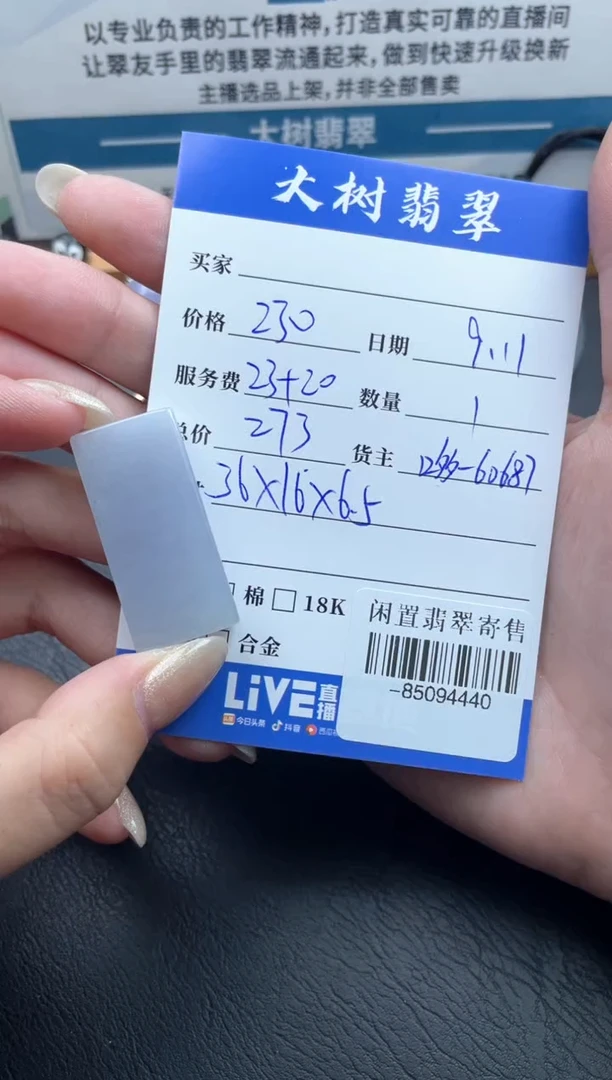 以专业负责的工作精神,打造真实可靠的直播间
让翠友手里的翡翠流通起来,做到快速升级换新
主播选品上架,并非全部售卖
大树翡翠
大树翡翠
买家
价格 230 日期 9.11
服务费 23+20 数量 1
总价 273 货主
36X16X6.5
棉 18K
合金
闲置翡翠寄售
-85094440
LiVE直播
今日头条 抖音 西瓜